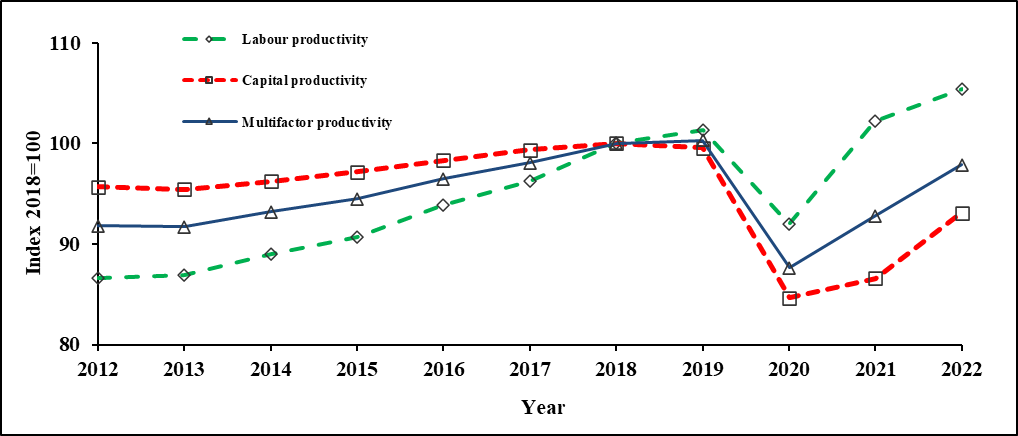 Labour productivity
Capital productivity
Multifactor productivity
110
100
90
80
Index 2018=100
2012 2013 2014 2015 2016 2017 2018 2019 2020 2021 2022
Year